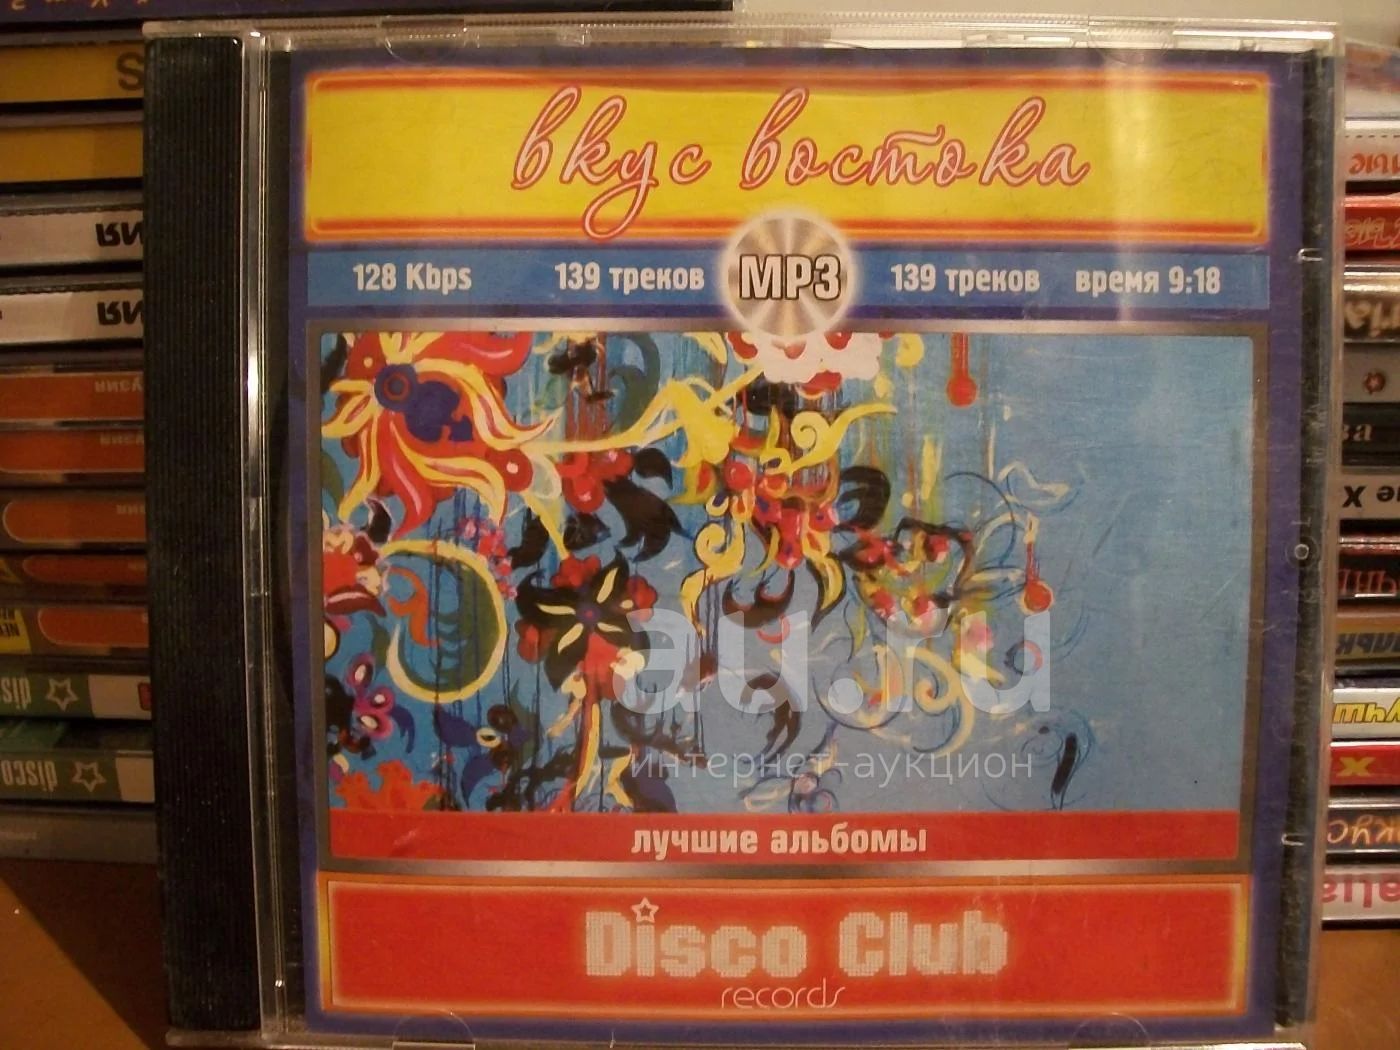 вкус востока
128 Kbps 139 треков MP3 139 треков время 9:18
au.ru
интернет-аукцион
лучшие альбомы
Disco Club
records
disco